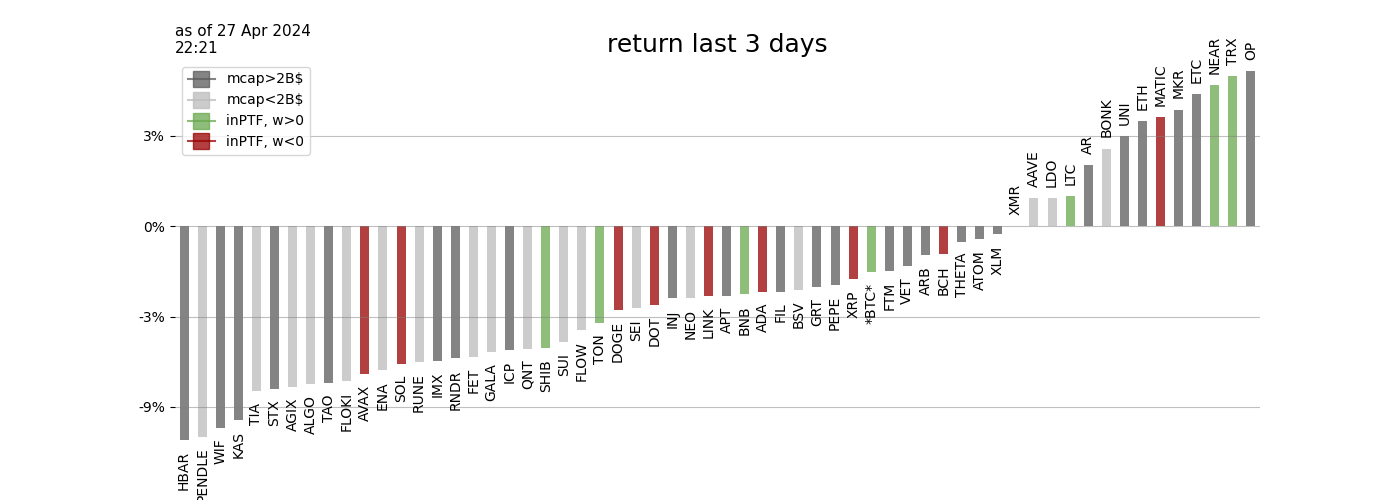 as of 27 Apr 2024
22:21
return last 3 days
mcap>2B$
mcap<2B$
inPTF, w>0
inPTF, w<0
3%
0%
-3%
-9%
HBAR
PENDLE
WIF
KAS
TIA
STX
AGIX
ALGO
TAO
FLOKI
AVAX
ENA
SOL
RUNE
IMX
RNDR
FET
GALA
ICP
QNT
SHIB
SUI
FLOW
TON
DOGE
SEI
DOT
INJ
NEO
LINK
APT
BNB
ADA
FIL
BSV
GRT
PEPE
XRP
*BTC*
FTM
VET
ARB
BCH
THETA
ATOM
XLM
XMR
AAVE
LDO
LTC
AR
BONK
UNI
ETH
MATIC
MKR
ETC
NEAR
TRX
OP